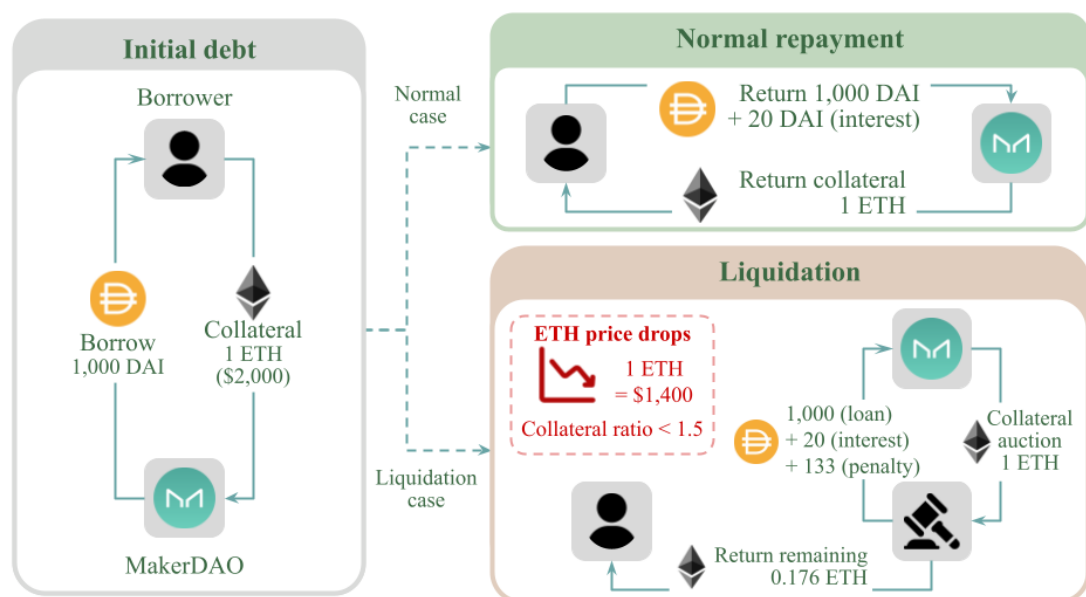 Initial debt
Borrower
Borrow
1,000 DAI
Collateral
1 ETH
($2,000)
MakerDAO
Normal
case
Liquidation
case
Normal repayment
Return 1,000 DAI
+ 20 DAI (interest)
Return collateral
1 ETH
Liquidation
ETH price drops
1 ETH
= $1,400
Collateral ratio < 1.5
1,000 (loan)
+ 20 (interest)
+ 133 (penalty)
Collateral
auction
1 ETH
Return remaining
0.176 ETH